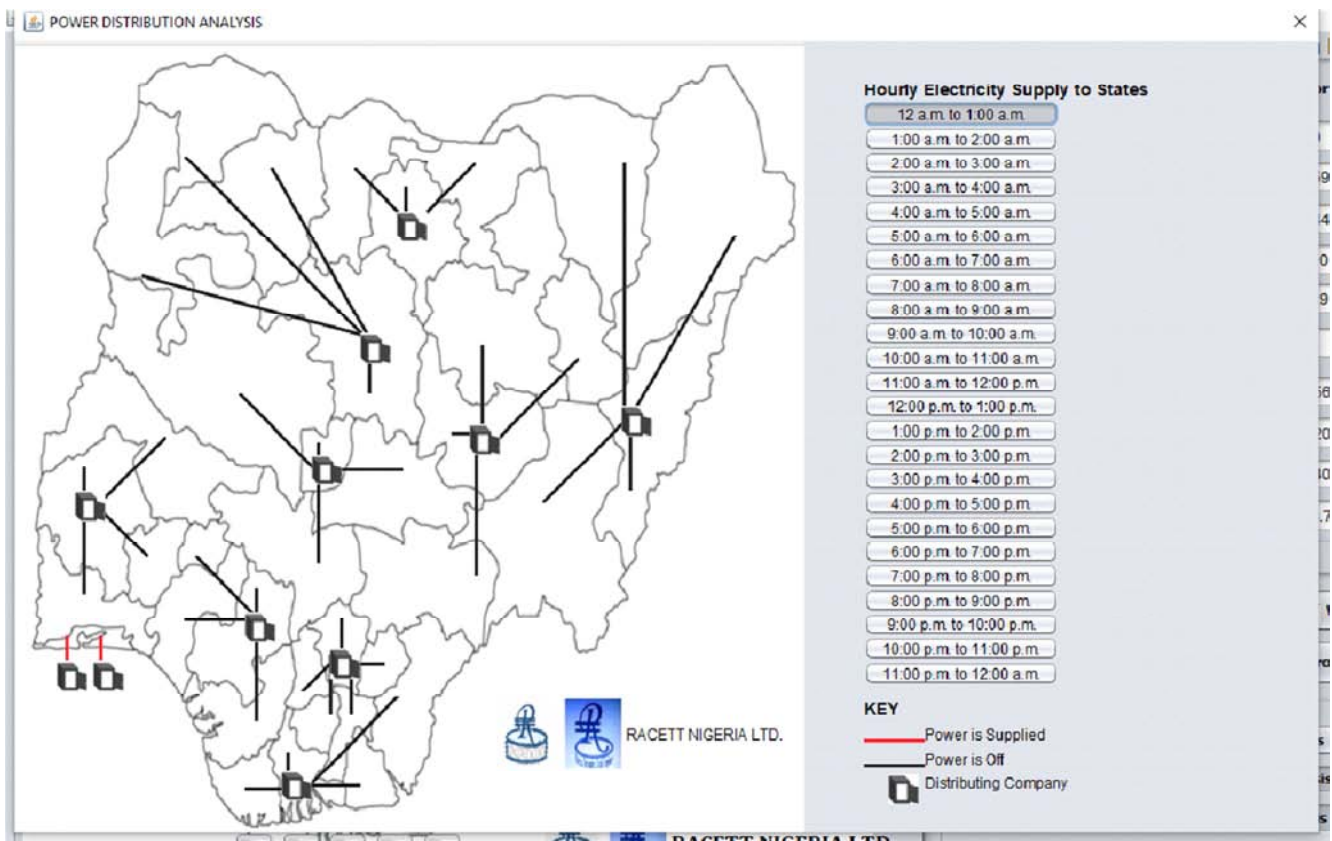 POWER DISTRIBUTION ANALYSIS
Hourly Electricity Supply to States
12 a.m. to 1:00 a.m.
1:00 a.m. to 2:00 a.m.
2:00 a.m. to 3:00 a.m.
3:00 a.m. to 4:00 a.m.
4:00 a.m. to 5:00 a.m.
5:00 a.m. to 6:00 a.m.
6:00 a.m. to 7:00 a.m.
7:00 a.m. to 8:00 a.m.
8:00 a.m. to 9:00 a.m.
9:00 a.m. to 10:00 a.m.
10:00 a.m. to 11:00 a.m.
11:00 a.m. to 12:00 p.m.
12:00 p.m. to 1:00 p.m.
1:00 p.m. to 2:00 p.m.
2:00 p.m. to 3:00 p.m.
3:00 p.m. to 4:00 p.m.
4:00 p.m. to 5:00 p.m.
5:00 p.m. to 6:00 p.m.
6:00 p.m. to 7:00 p.m.
7:00 p.m. to 8:00 p.m.
8:00 p.m. to 9:00 p.m.
9:00 p.m. to 10:00 p.m.
10:00 p.m. to 11:00 p.m.
11:00 p.m. to 12:00 a.m.
KEY
Power is Supplied
Power is Off
Distributing Company
RACETT NIGERIA LTD.
RACETT NIGERIA LTD